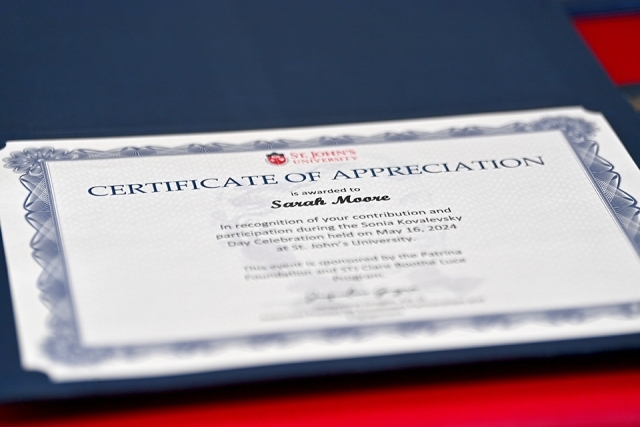 ST. JOHN'S
UNIVERSITY
CERTIFICATE OF APPRECIATION
is awarded to
Sarah Moore
In recognition of your contribution and
participation during the Sonia Kovalevsky
Day Celebration held on May 16, 2024
at St. John's University.
This event is sponsored by the Patrina
Foundation and STJ Clare Boothe Luce
Program.